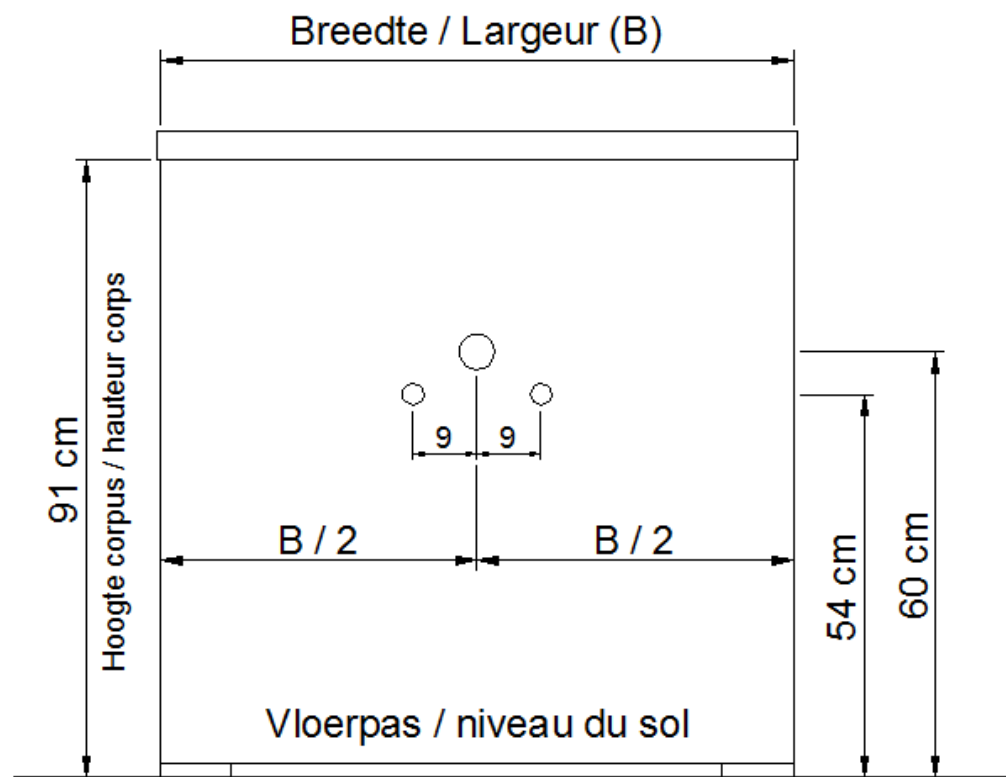 Breedte / Largeur (B)
91 cm
Hoogte corpus / hauteur corps
9
9
B / 2
B / 2
54 cm
60 cm
Vloerpas / niveau du sol